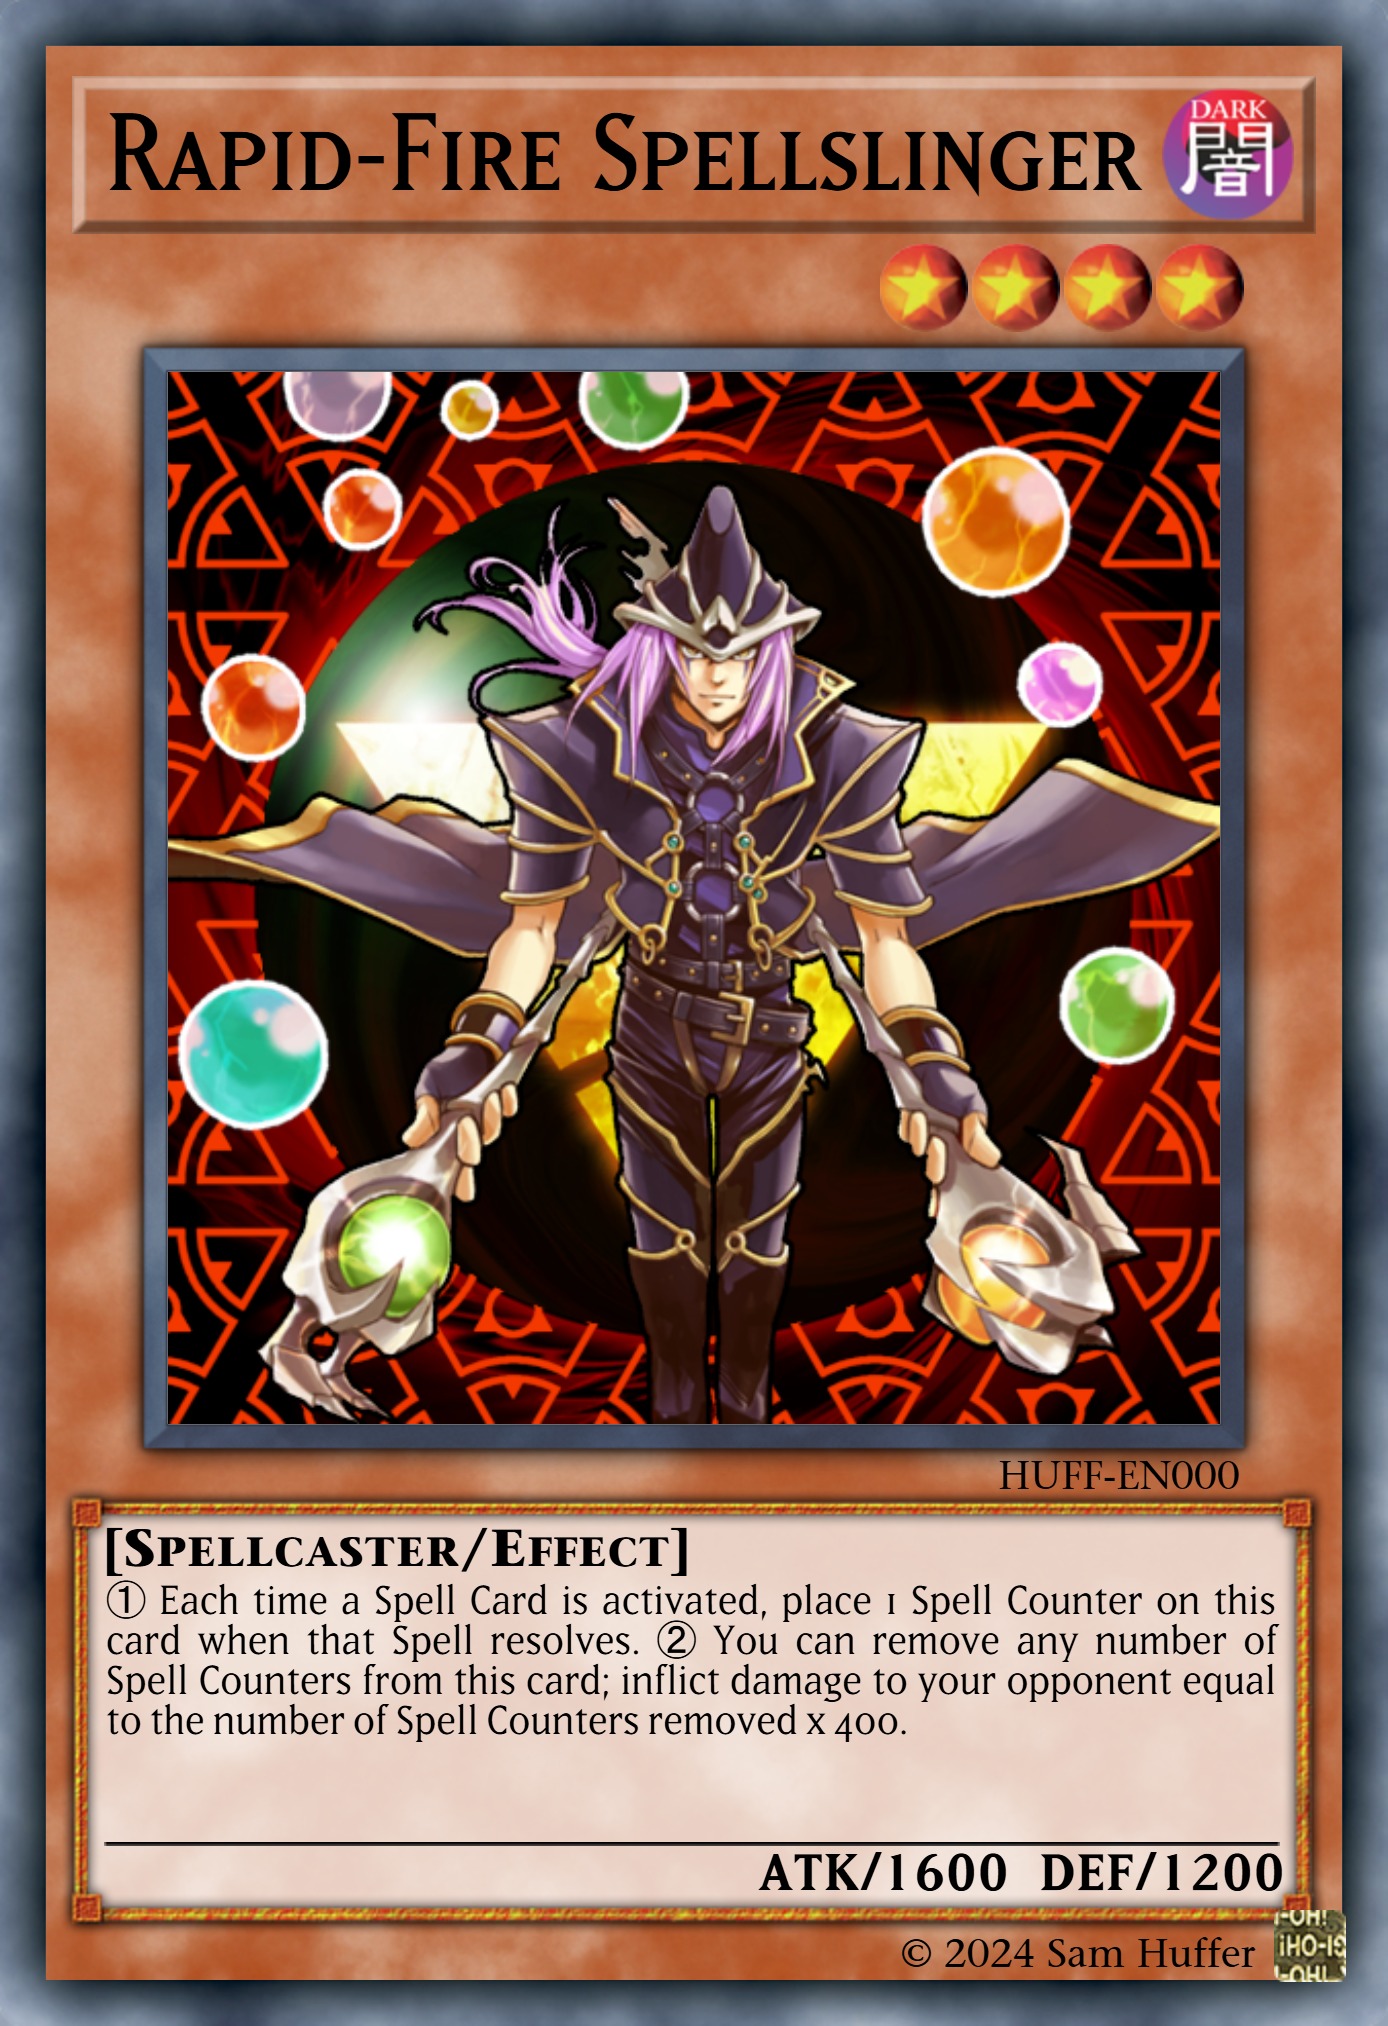 Rapid-Fire Spellslinger
DARK
闇
HUFF-EN000
[Spellcaster/Effect]
① Each time a Spell Card is activated, place 1 Spell Counter on this
card when that Spell resolves. ② You can remove any number of
Spell Counters from this card; inflict damage to your opponent equal
to the number of Spell Counters removed x 400.
ATK/1600 DEF/1200
© 2024 Sam Huffer